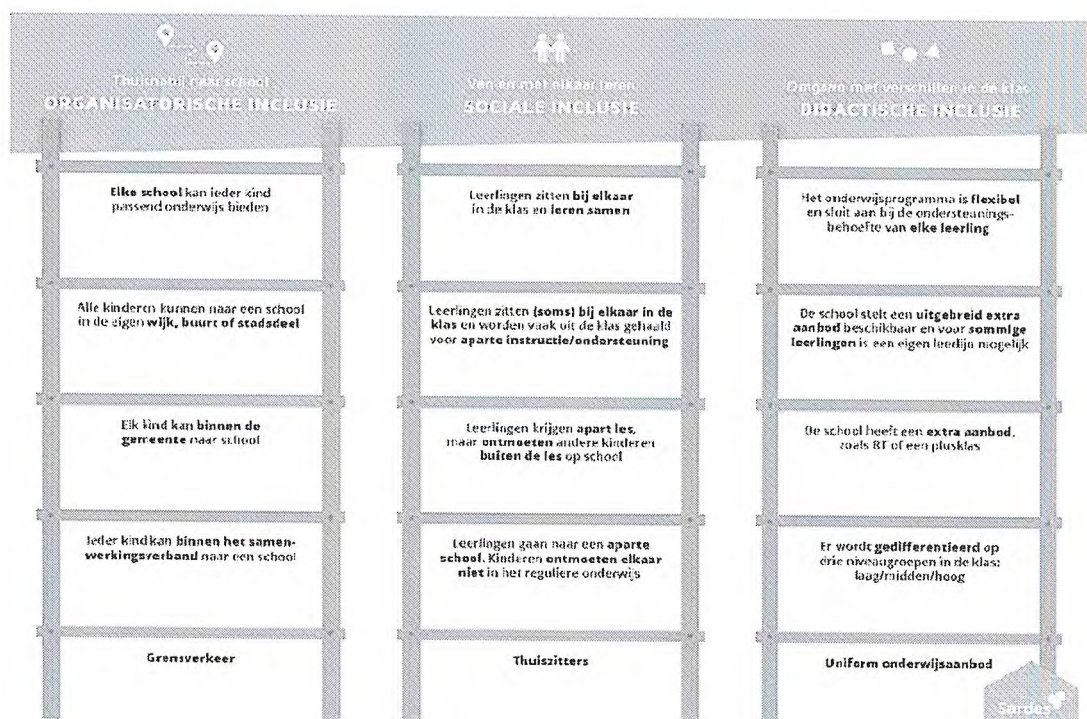 Thuisnabij naar school
ORGANISATORISCHE INCLUSIE
Elke school kan ieder kind
passend onderwijs bieden
Alle kinderen kunnen naar een school
in de eigen wijk, buurt of stadsdeel
Elk kind kan binnen de
gemeente naar school
Ieder kind kan binnen het samen-
werkingsverband naar een school
Grensverkeer
Van en met elkaar leren
SOCIALE INCLUSIE
Leerlingen zitten bij elkaar
in de klas en leren samen
Leerlingen zitten (soms) bij elkaar in de
klas en worden vaak uit de klas gehaald
voor aparte instructie/ondersteuning
Leerlingen krijgen apart les,
maar ontmoeten andere kinderen
buiten de les op school
Leerlingen gaan naar een aparte
school. Kinderen ontmoeten elkaar
niet in het reguliere onderwijs
Thuiszitters
Omgaan met verschillen in de klas
DIDACTISCHE INCLUSIE
Het onderwijsprogramma is flexibel
en sluit aan bij de ondersteunings-
behoefte van elke leerling
De school stelt een uitgebreid extra
aanbod beschikbaar en voor sommige
leerlingen is een eigen leerlijn mogelijk
De school heeft een extra aanbod,
zoals RT of een plusklas
Er wordt gedifferentieerd op
drie niveaugroepen in de klas:
laag/midden/hoog
Uniform onderwijsaanbod
Sardes